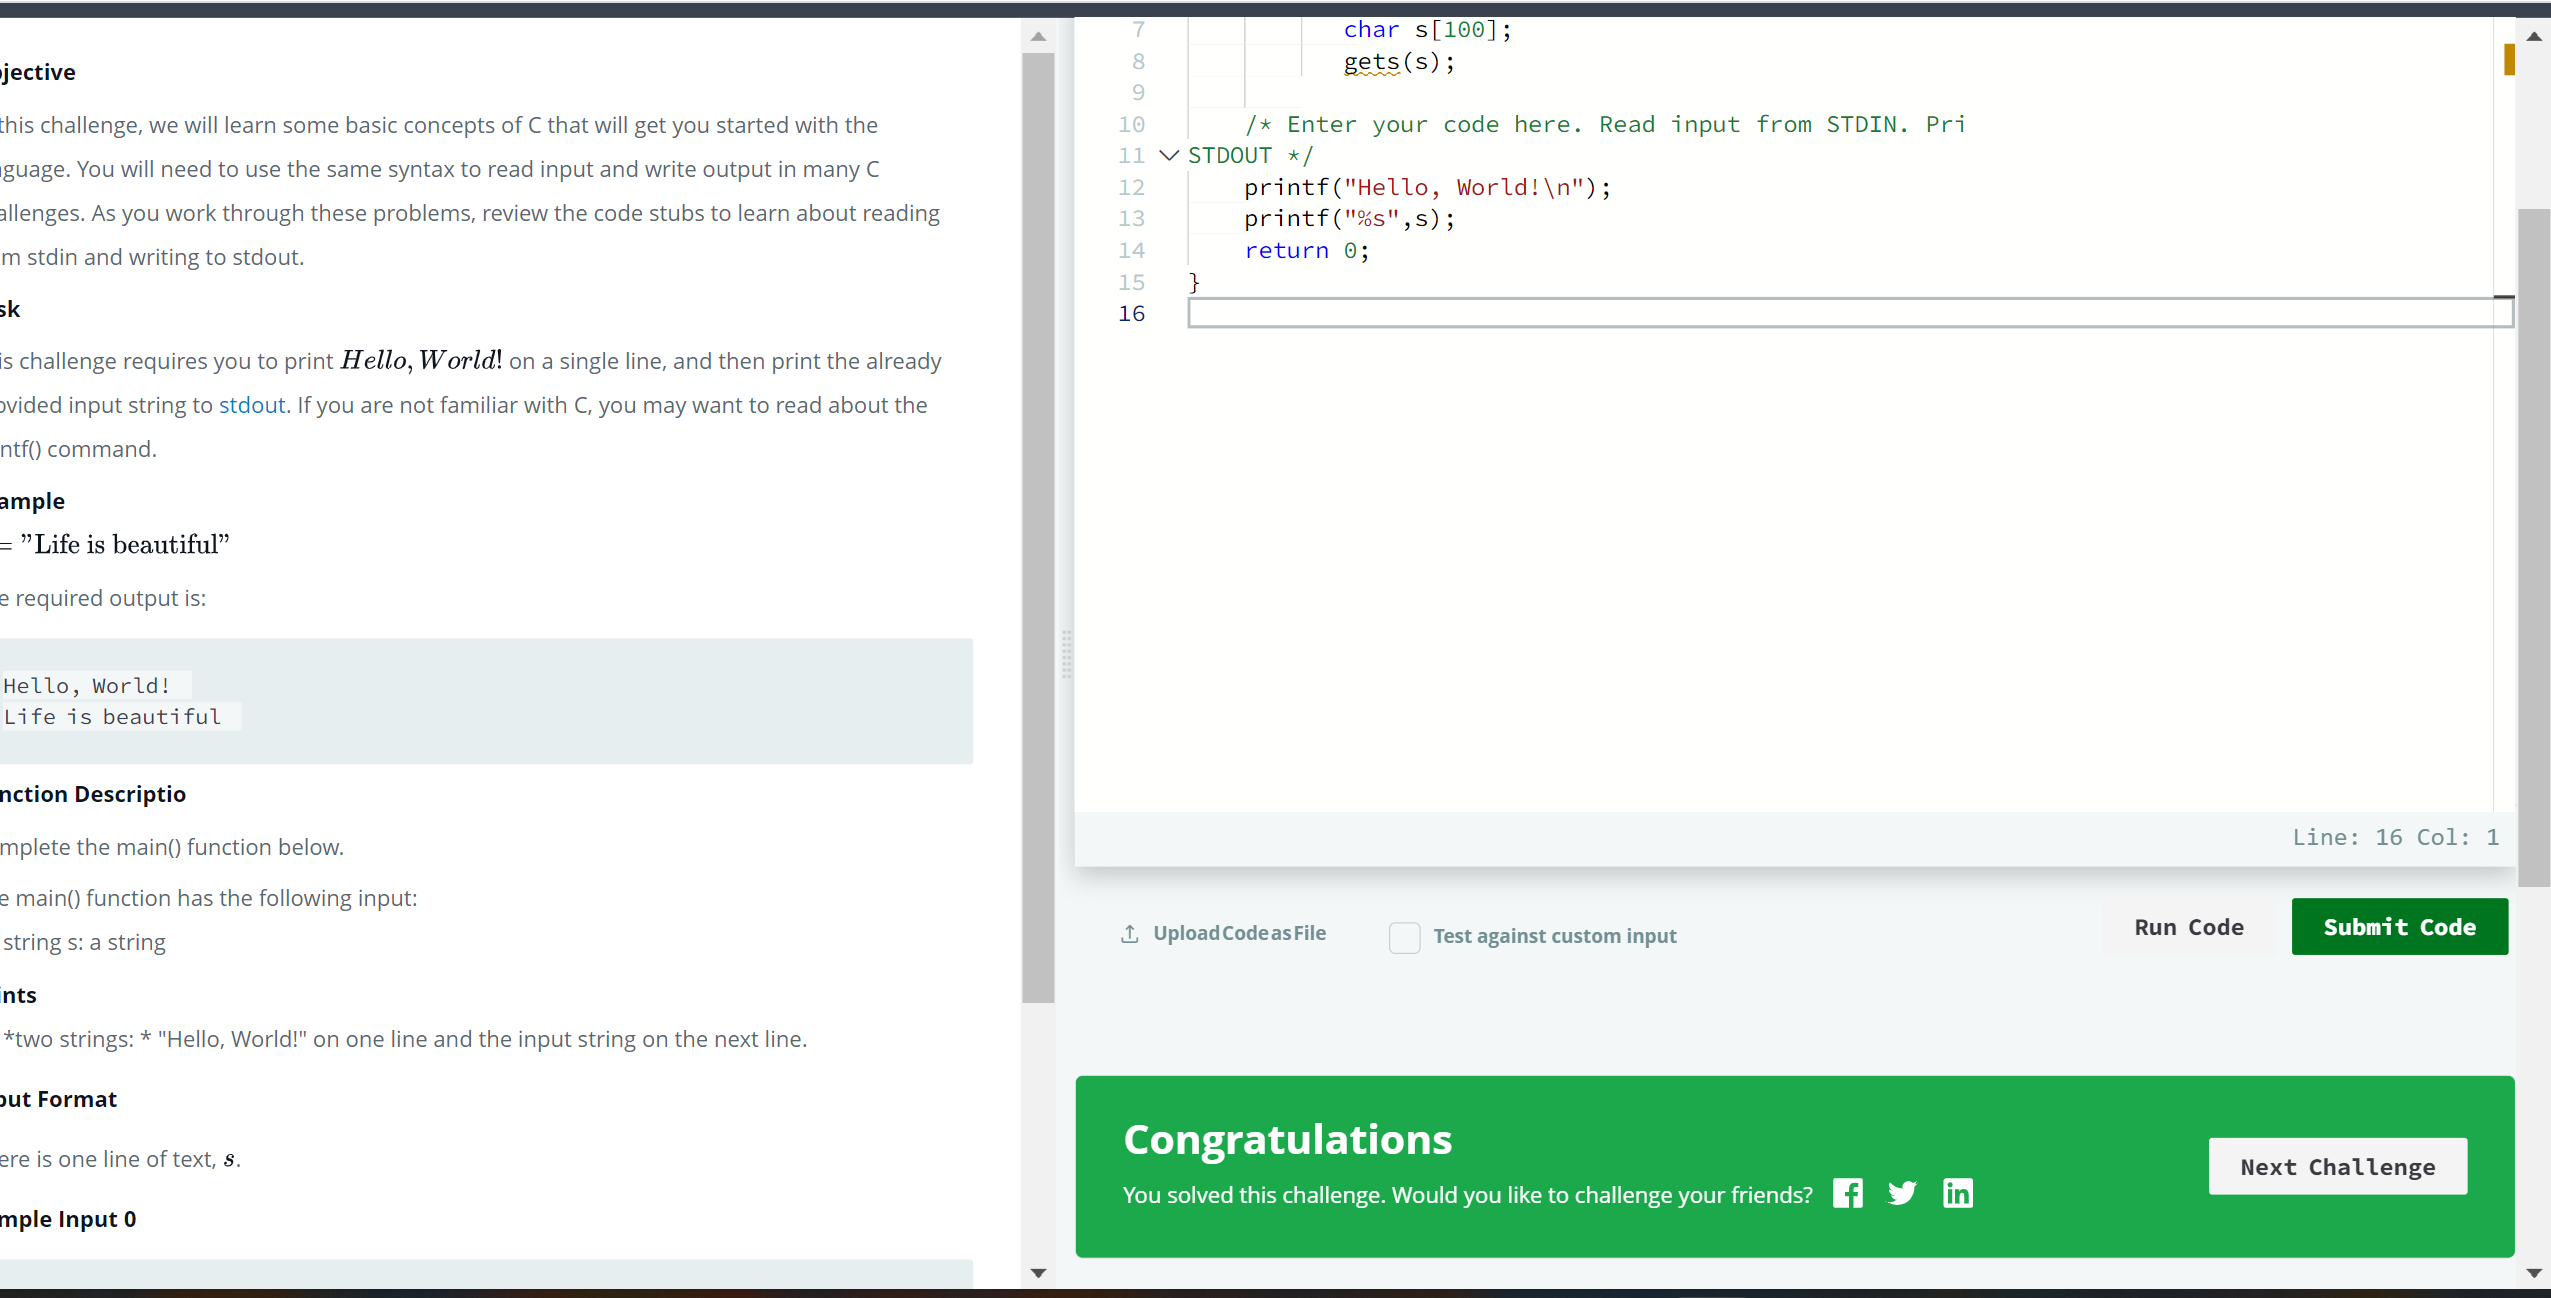 jective
this challenge, we will learn some basic concepts of C that will get you started with the
guage. You will need to use the same syntax to read input and write output in many C
allenges. As you work through these problems, review the code stubs to learn about reading
m stdin and writing to stdout.
sk
is challenge requires you to print Hello, World! on a single line, and then print the already
ovided input string to stdout. If you are not familiar with C, you may want to read about the
ntf() command.
ample
= ”Life is beautiful”
e required output is:
Hello, World!
Life is beautiful
nction Descriptio
mplete the main() function below.
e main() function has the following input:
string s: a string
ints
*two strings: * "Hello, World!" on one line and the input string on the next line.
out Format
ere is one line of text, s.
mple Input 0
7 char s[100];
8 gets(s);
9
10 /* Enter your code here. Read input from STDIN. Pri
11 STDOUT */
12 printf("Hello, World!\n");
13 printf("%s",s);
14 return 0;
15 }
16
Line: 16 Col: 1
Upload Code as File
Test against custom input
Run Code
Submit Code
Congratulations
You solved this challenge. Would you like to challenge your friends?
Next Challenge